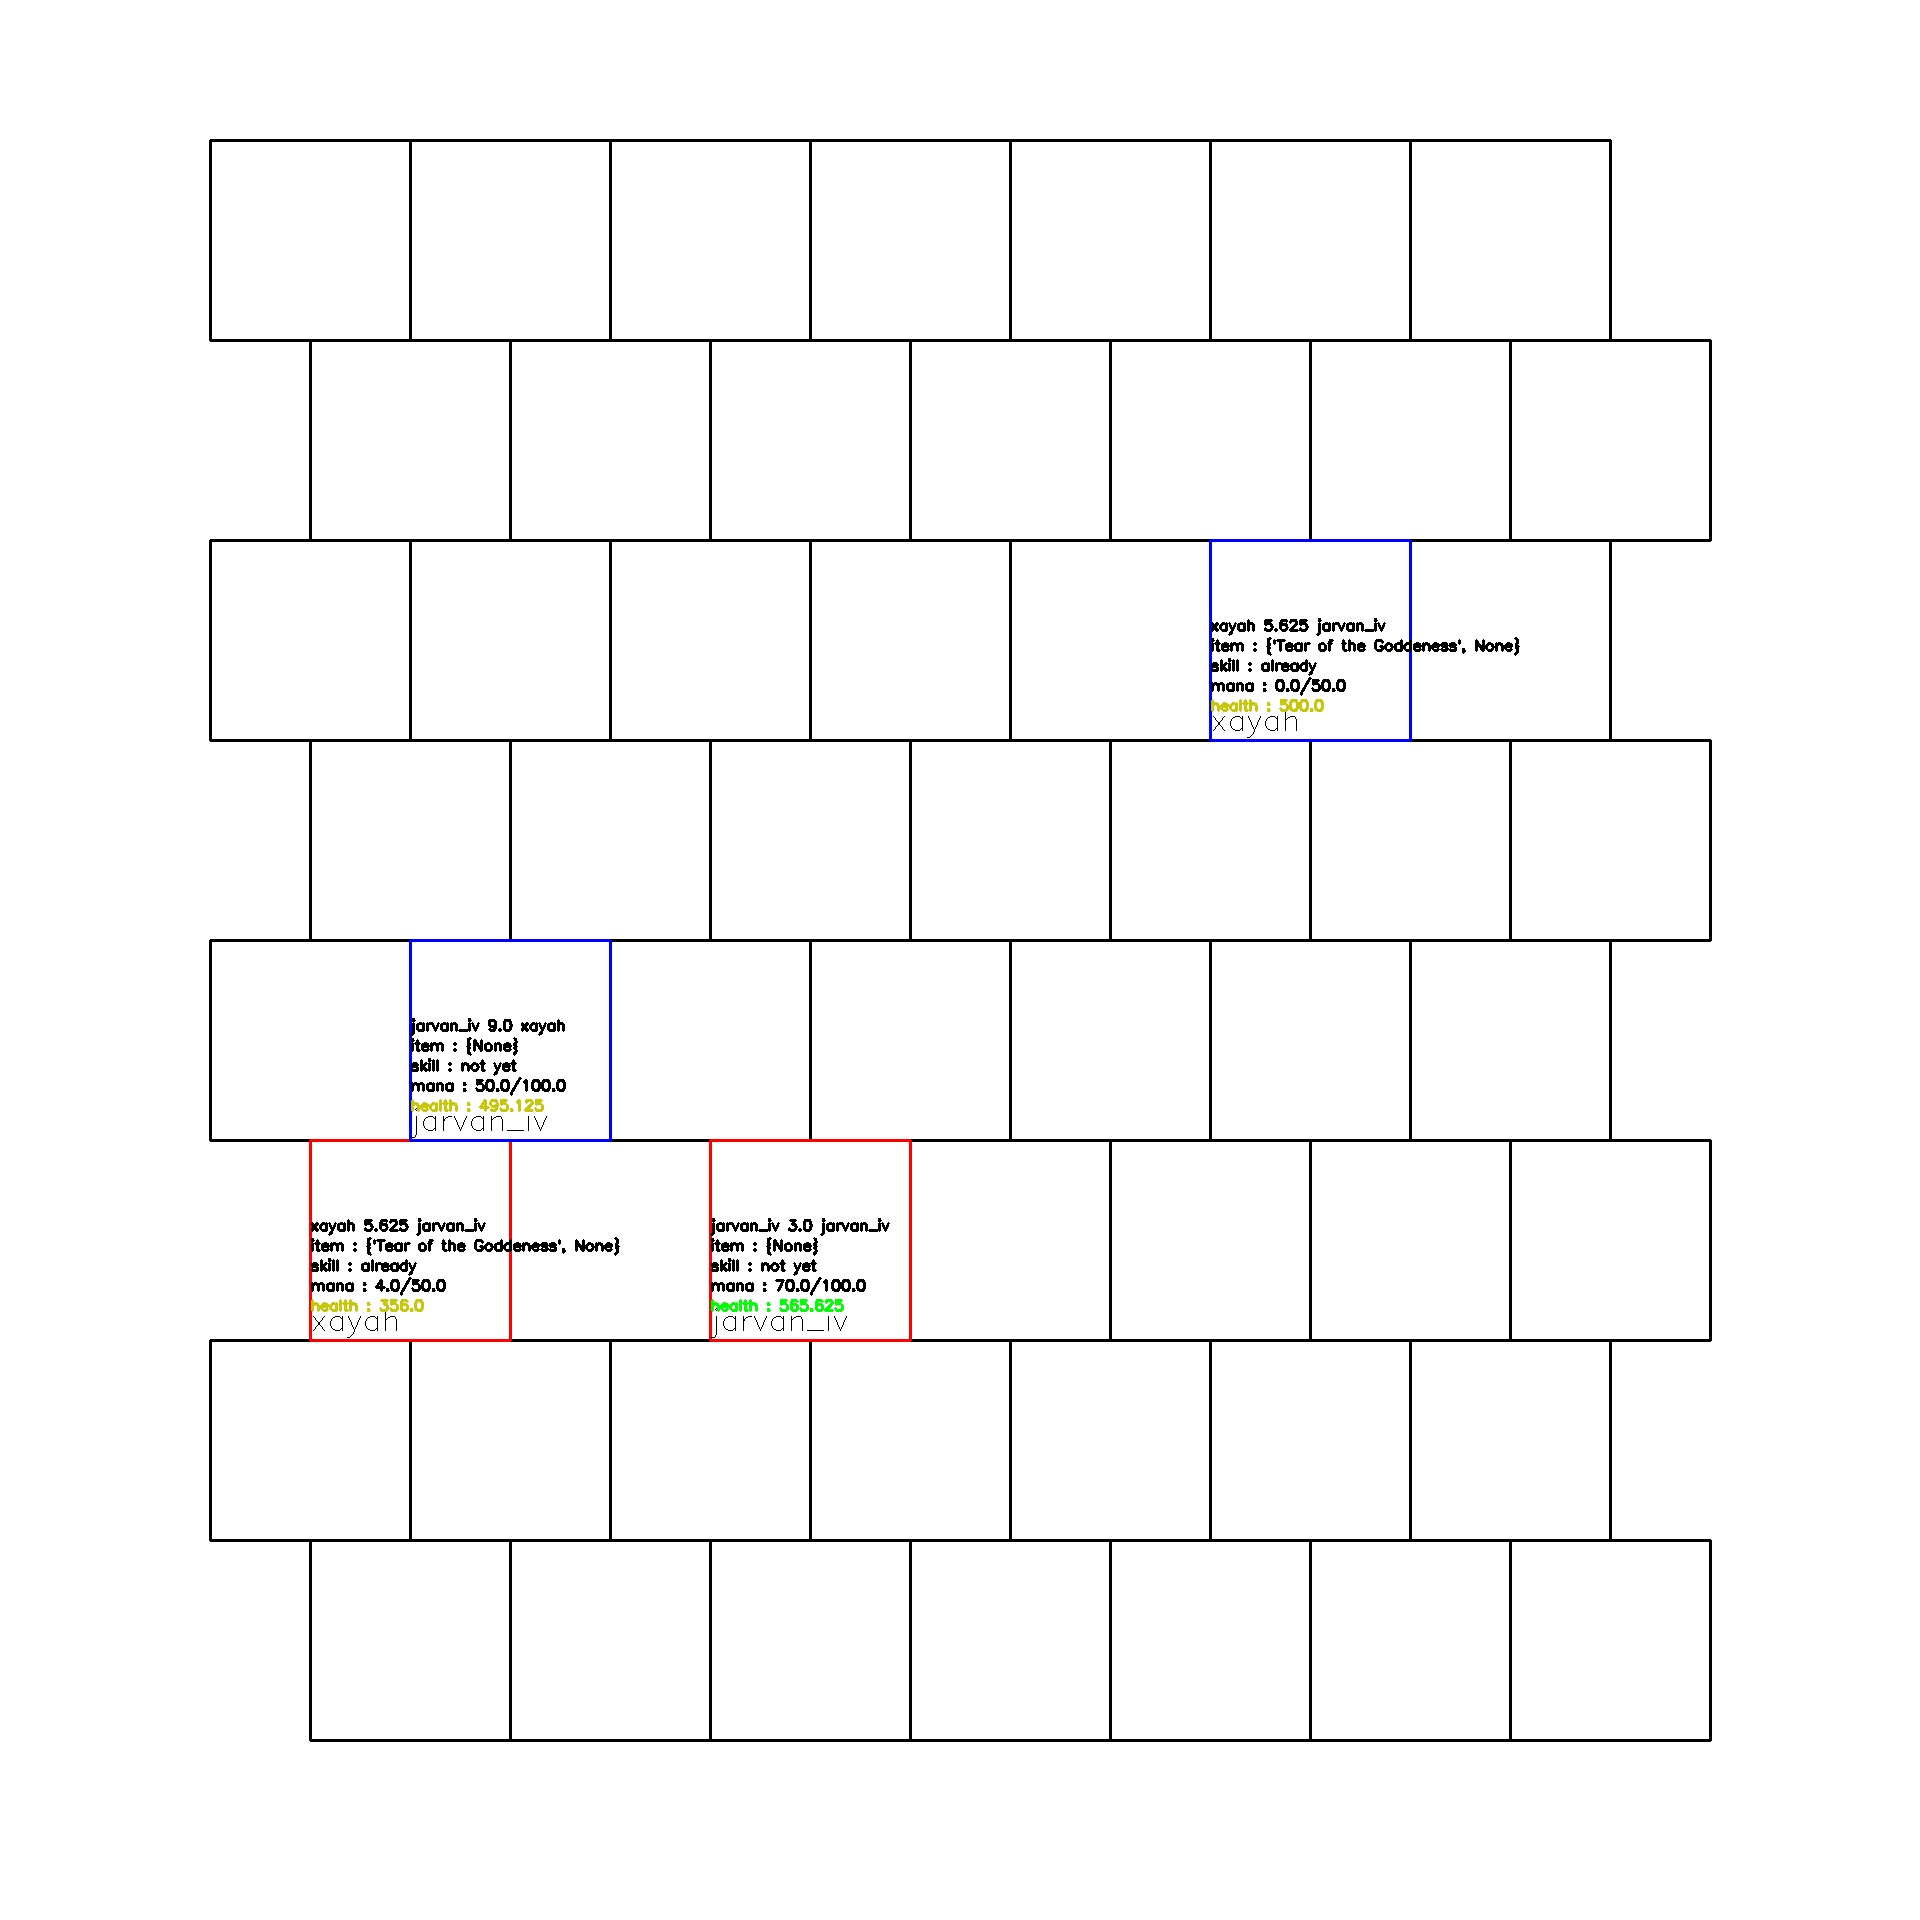 xayah 5.625 jarvan_iv
item : {'Tear of the Goddeness', None}
skill : already
mana : 0.0/50.0
health : 500.0
xayah
jarvan_iv 9.0 xayah
item : {None}
skill : not yet
mana : 50.0/100.0
health : 495.125
jarvan_iv
xayah 5.625 jarvan_iv
item : {'Tear of the Goddeness', None}
skill : already
mana : 4.0/50.0
health : 356.0
xayah
jarvan_iv 3.0 jarvan_iv
item : {None}
skill : not yet
mana : 70.0/100.0
health : 565.625
jarvan_iv